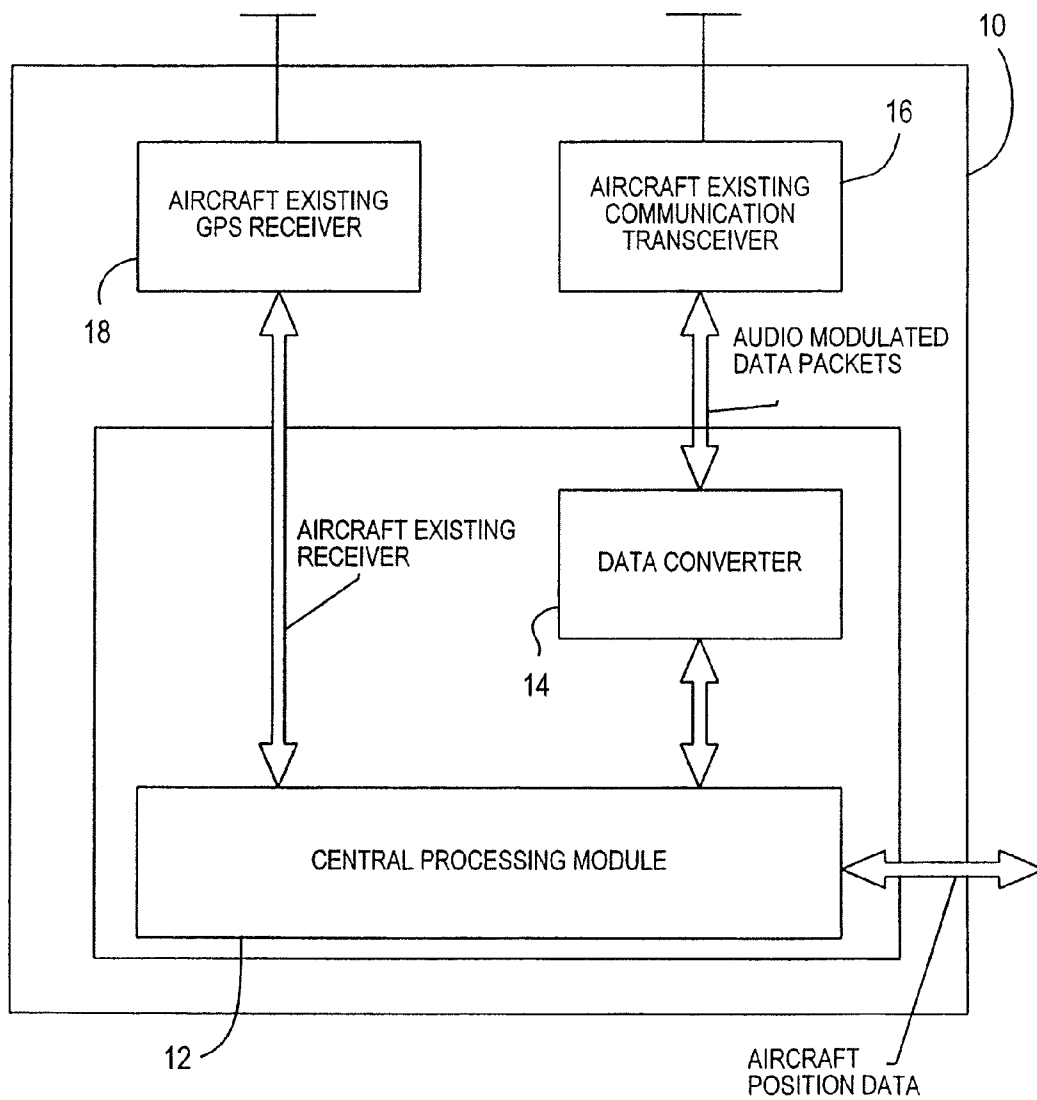 10
16
AIRCRAFT EXISTING
GPS RECEIVER
AIRCRAFT EXISTING
COMMUNICATION
TRANSCEIVER
18
AUDIO MODULATED
DATA PACKETS
AIRCRAFT EXISTING
RECEIVER
DATA CONVERTER
14
CENTRAL PROCESSING MODULE
12
AIRCRAFT
POSITION DATA